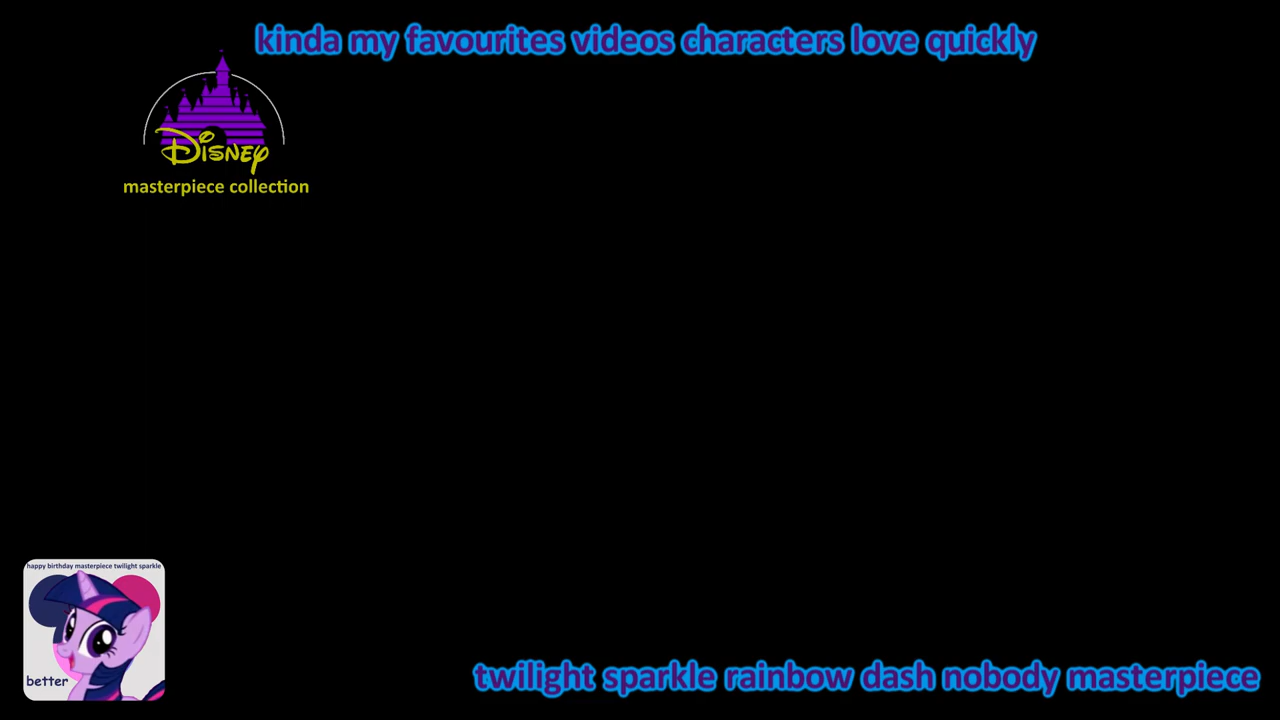 kinda my favourites videos characters love quickly
Disney
masterpiece collection
happy birthday masterpiece twilight sparkle
better
twilight sparkle rainbow dash nobody masterpiece